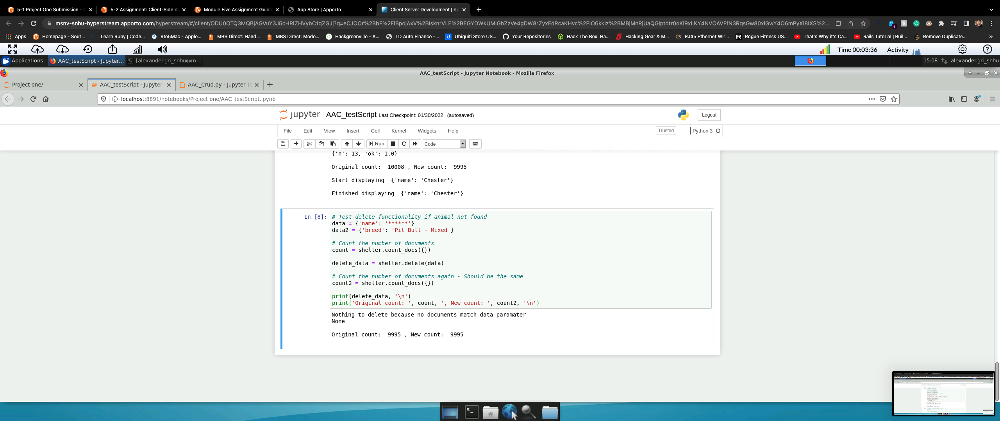 5-1 Project One Submission -
5-2 Assignment: Client-Side A
Module Five Assignment Guide
App Store | Apporto
Client Server Development | Ap
msnv-snhu-hyperstream.apporto.com/hyperstream/#/client/
Apps
Homepage - Sout...
Learn Ruby | Code...
9to5Mac - Apple...
MBS Direct: Hand...
MBS Direct: Mode...
Hackgreenville - A...
TD Auto Finance -...
Ubiquiti Store US...
Your Repositories
Hack The Box: Ha...
Hacking Gear & M...
CS RJ45 Ethernet Wir...
Rogue Fitness US...
That's Why it's Ca...
Rails Tutorial | Buil...
Remove Duplicate...
»
Time 00:03:36 Activity
Applications
AAC_testScript - Jupyter...
[alexander.gri_snhu@m...
15:08 alexander.gri_snhu
AAC_testScript - Jupyter Notebook - Mozilla Firefox
Project one/
AAC_testScript - Jupyter
AAC_Crud.py - Jupyter Te
localhost:8891/notebooks/Project one/AAC_testScript.ipynb
jupyter AAC_testScript Last Checkpoint: 01/30/2022 (autosaved)
Logout
File Edit View Insert Cell Kernel Widgets Help
Trusted
Python 3
Run
Code
{'n': 13, 'ok': 1.0}
Original count:  10008 , New count:  9995
Start displaying  {'name': 'Chester'}
Finished displaying  {'name': 'Chester'}
In [8]:
# Test delete functionality if animal not found
data = {'name': '******'}
data2 = {'breed': 'Pit Bull - Mixed'}
# Count the number of documents
count = shelter.count_docs({})
delete_data = shelter.delete(data)
# Count the number of documents again - Should be the same
count2 = shelter.count_docs({})
print(delete_data, '\n')
print('Original count: ', count, ', New count: ', count2, '\n')
Nothing to delete because no documents match data paramater
None
Original count:  9995 , New count:  9995